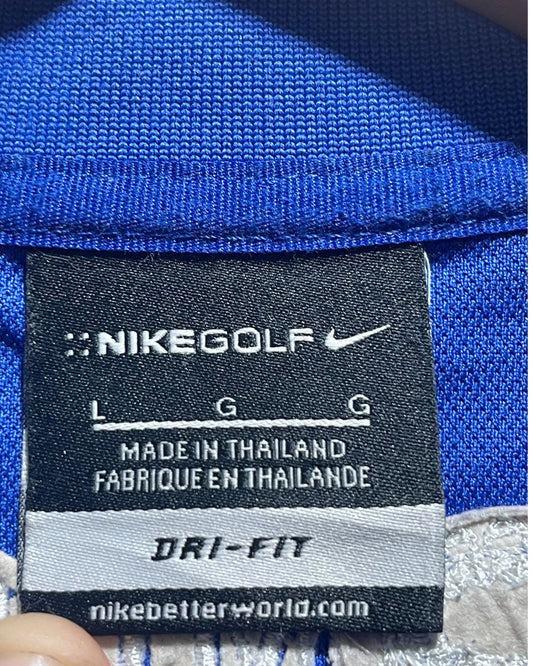 NIKEGOLF
L G G
MADE IN THAILAND
FABRIQUE EN THAILANDE
DRI-FIT
nikebetterworld.com